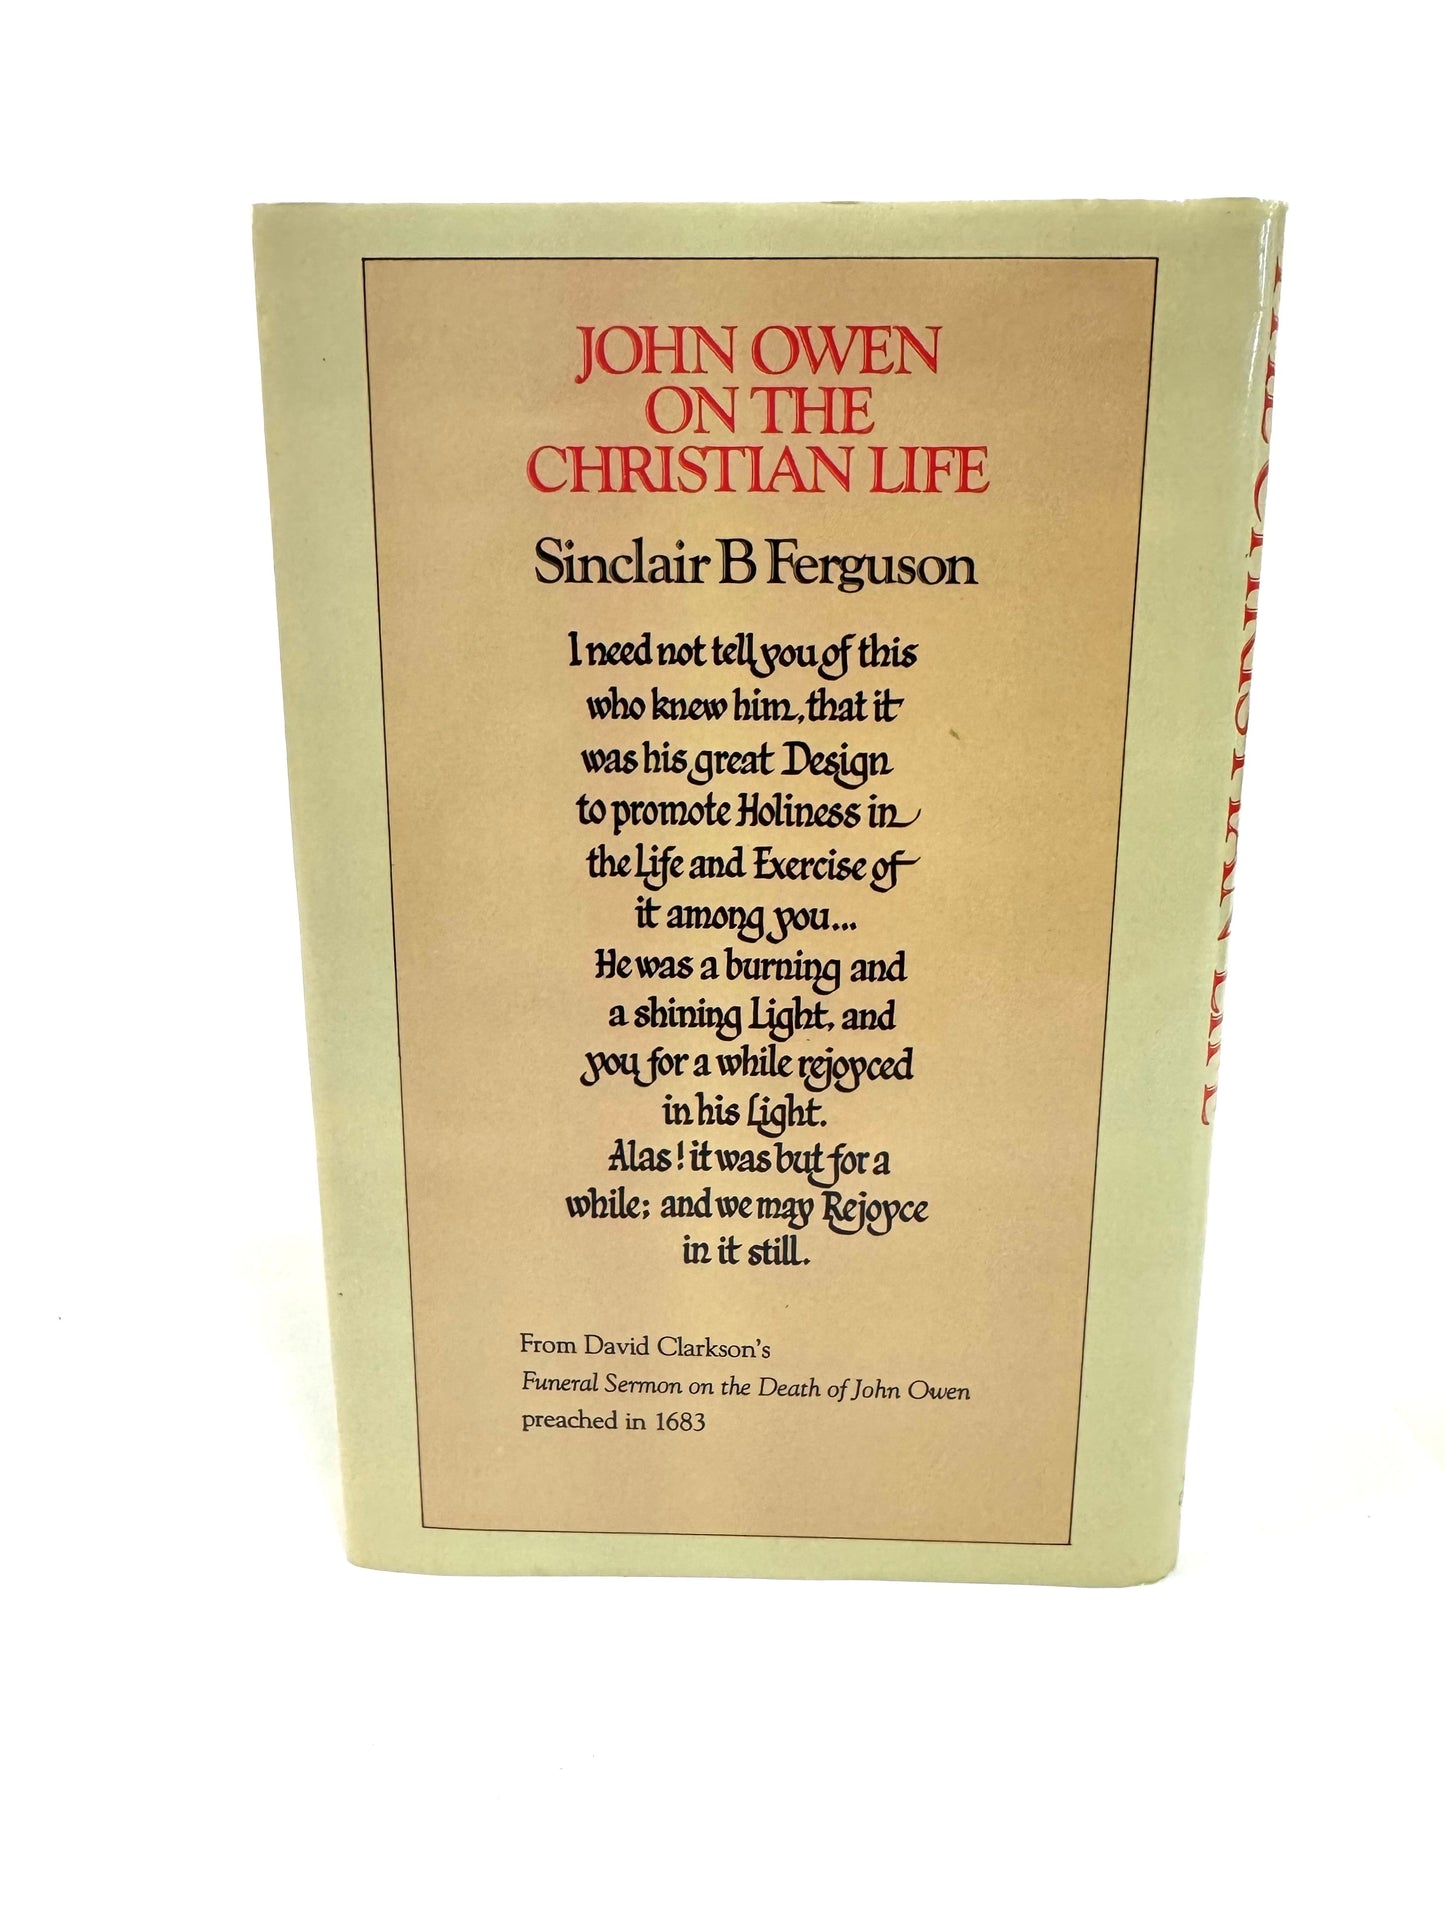 JOHN OWEN
ON THE
CHRISTIAN LIFE
Sinclair B Ferguson
I need not tell you of this
who knew him, that it
was his great Design
to promote Holiness in
the Life and Exercise of
it among you...
He was a burning and
a shining Light, and
you for a while rejoyced
in his Light.
Alas! it was but for a
while; and we may Rejoyce
in it still.
From David Clarkson's
Funeral Sermon on the Death of John Owen
preached in 1683
THE CHRISTIAN LIFE